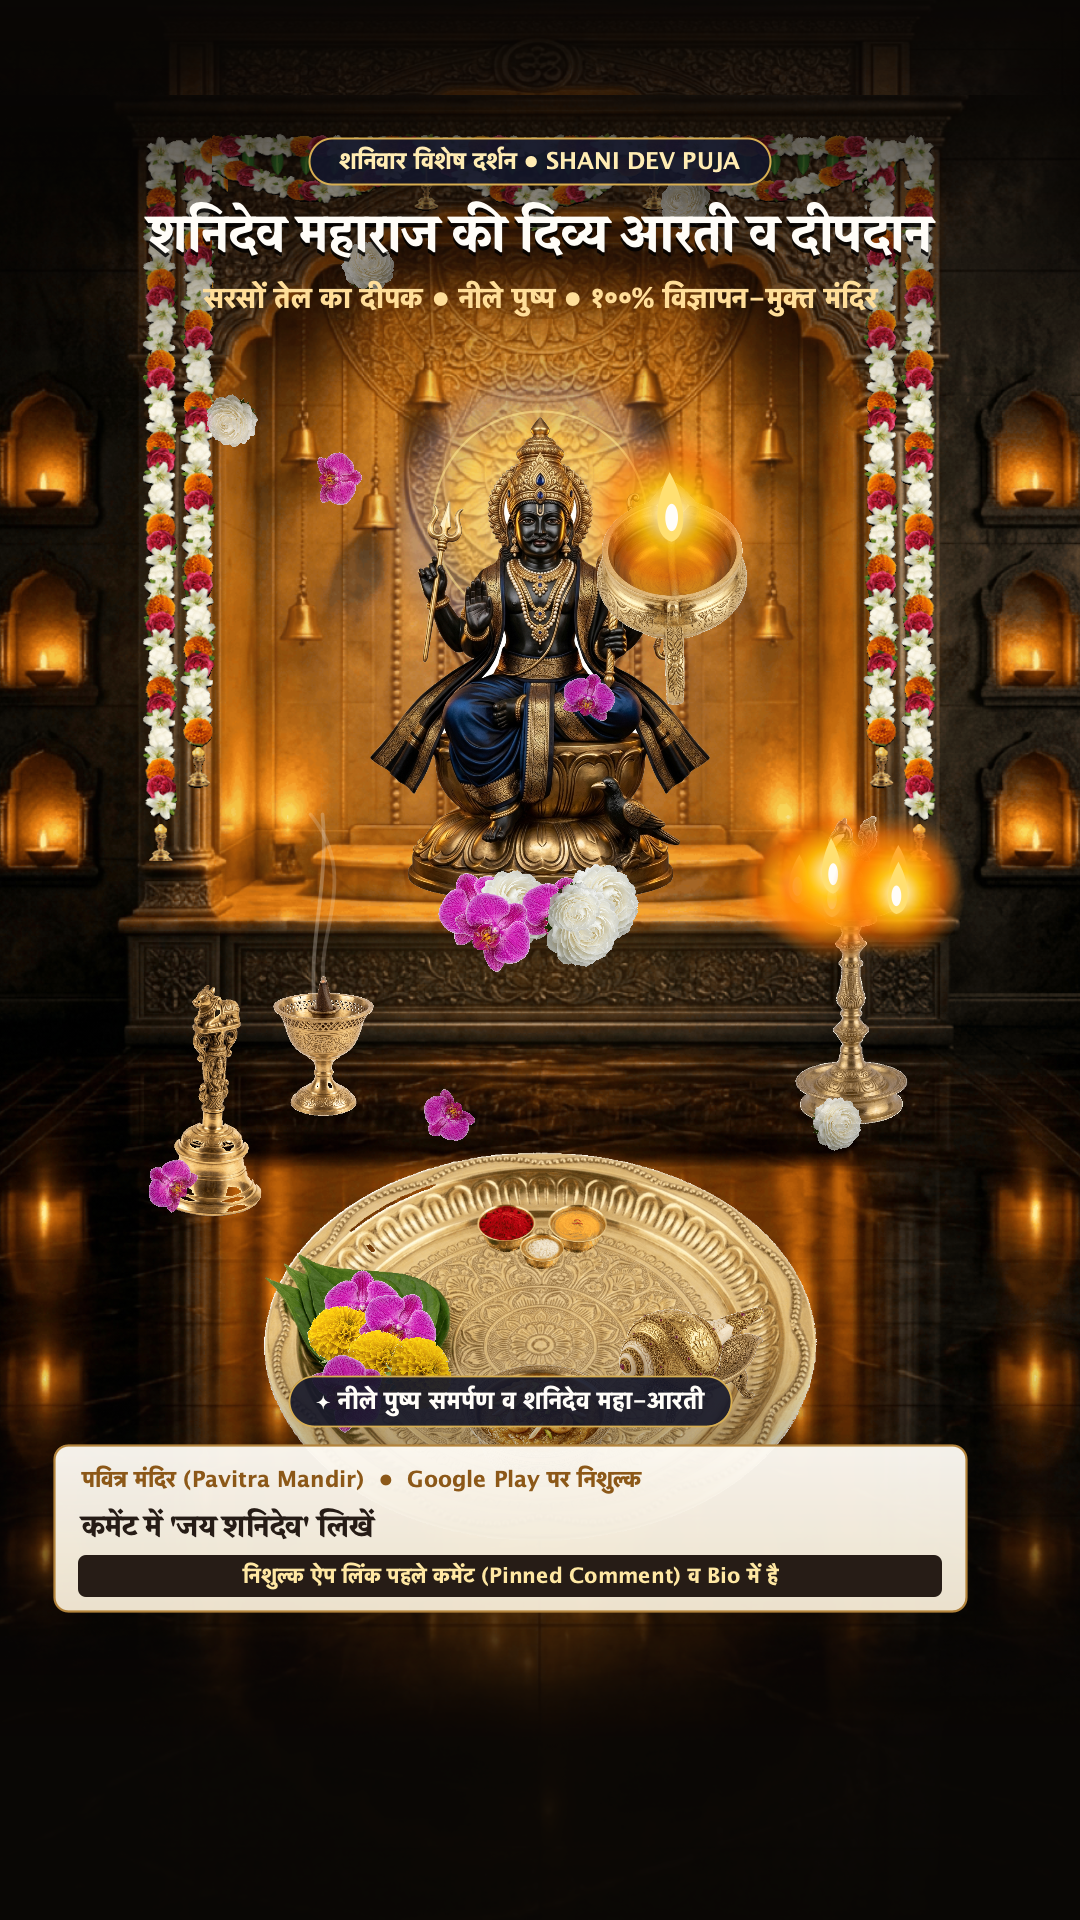 शनिवार विशेष दर्शन ● SHANI DEV PUJA
शनिदेव महाराज की दिव्य आरती व दीपदान
सरसों तेल का दीपक ● नीले पुष्प ● १००% विज्ञापन-मुक्त मंदिर
✦ नीले पुष्प समर्पण व शनिदेव महा-आरती
पवित्र मंदिर (Pavitra Mandir) ● Google Play पर निशुल्क
कमेंट में 'जय शनिदेव' लिखें
निशुल्क ऐप लिंक पहले कमेंट (Pinned Comment) व Bio में है